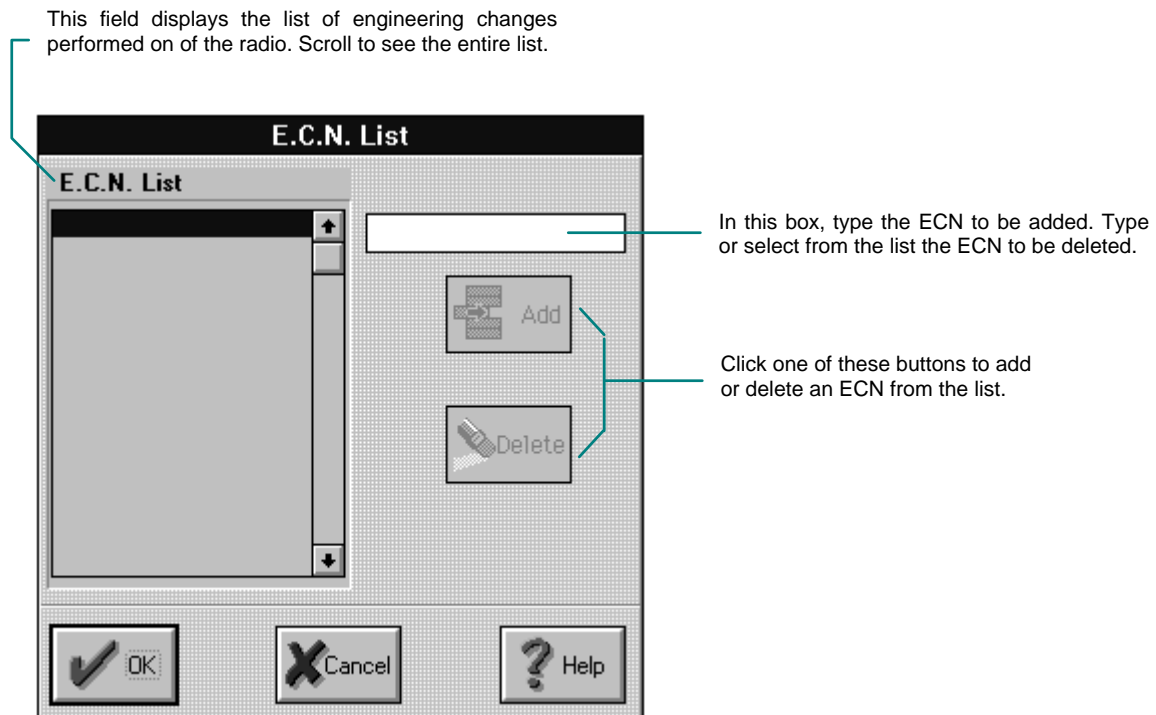 This field displays the list of engineering changes
performed on of the radio. Scroll to see the entire list.
E.C.N. List
E.C.N. List
In this box, type the ECN to be added. Type
or select from the list the ECN to be deleted.
Add
Click one of these buttons to add
or delete an ECN from the list.
Delete
OK
Cancel
? Help